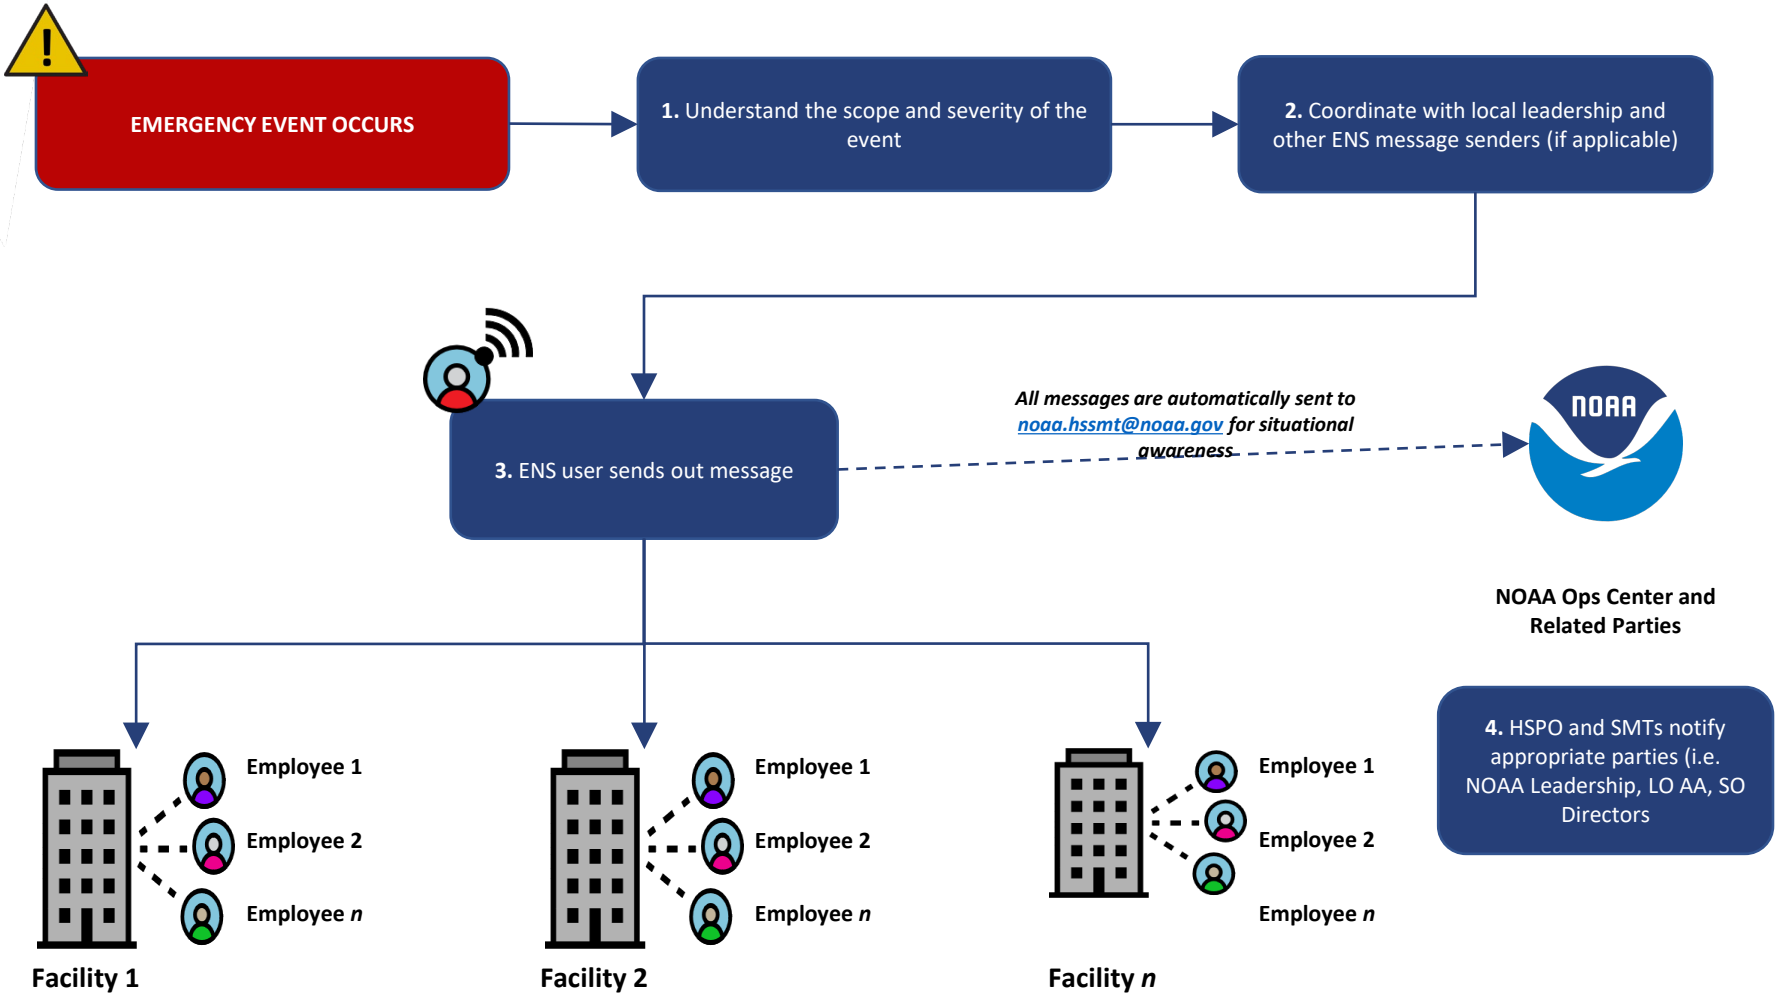 !
EMERGENCY EVENT OCCURS
1. Understand the scope and severity of the
event
2. Coordinate with local leadership and
other ENS message senders (if applicable)
3. ENS user sends out message
All messages are automatically sent to
noaa.hssmt@noaa.gov for situational
awareness
NOAA
NOAA Ops Center and
Related Parties
4. HSPO and SMTs notify
appropriate parties (i.e.
NOAA Leadership, LO AA, SO
Directors
Employee 1
Employee 2
Employee n
Facility 1
Employee 1
Employee 2
Employee n
Facility 2
Employee 1
Employee 2
Employee n
Facility n